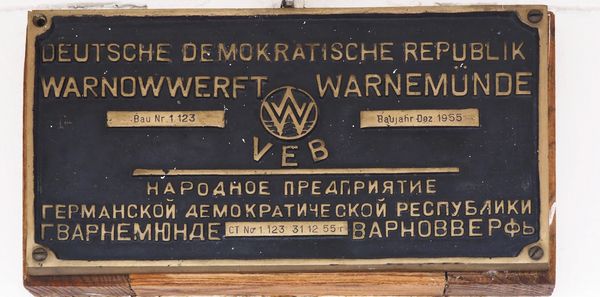 DEUTSCHE DEMOKRATISCHE REPUBLIK
WARNOWWERFT WARNEMÜNDE
W
Bau Nr. 1 123 Baujahr Dez 1955
VEB
НАРОДНОЕ ПРЕДПРИЯТИЕ
ГЕРМАНСКОЙ ДЕМОКРАТИЧЕСКОЙ РЕСПУБЛИКИ
Г.ВАРНЕМЮНДЕ СТ No 1 123 31 12 55 г ВАРНОВВЕРФЬ